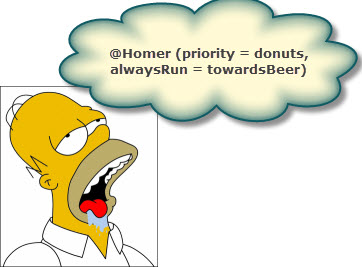 @Homer (priority = donuts,
alwaysRun = towardsBeer)